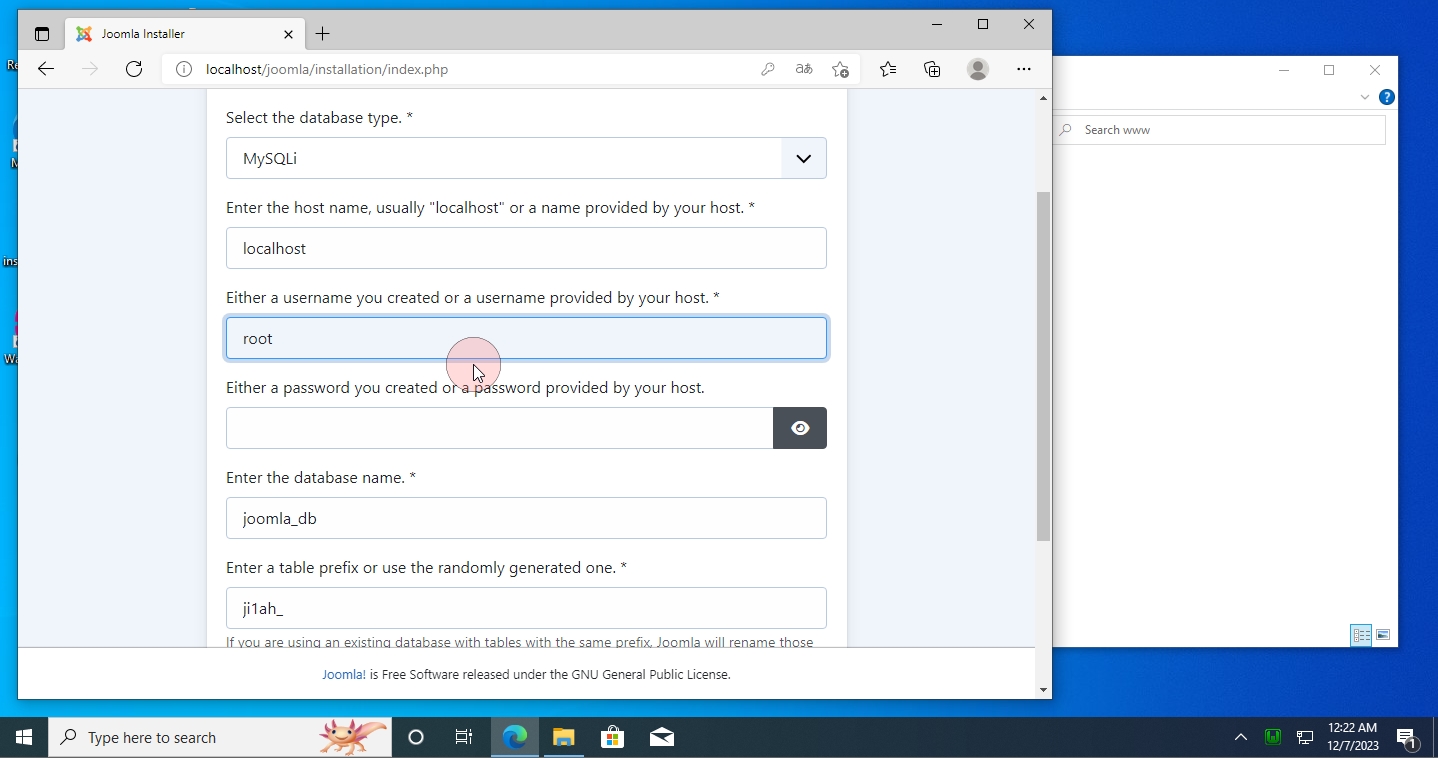 Joomla Installer
localhost/joomla/installation/index.php
Search www
Select the database type. *
MySQLi
Enter the host name, usually "localhost" or a name provided by your host. *
localhost
Either a username you created or a username provided by your host. *
root
Either a password you created or a password provided by your host.
Enter the database name. *
joomla_db
Enter a table prefix or use the randomly generated one. *
ji1ah_
If you are using an existing database with tables with the same prefix, Joomla will rename those
Joomla! is Free Software released under the GNU General Public License.
Type here to search
12:22 AM
12/7/2023
1